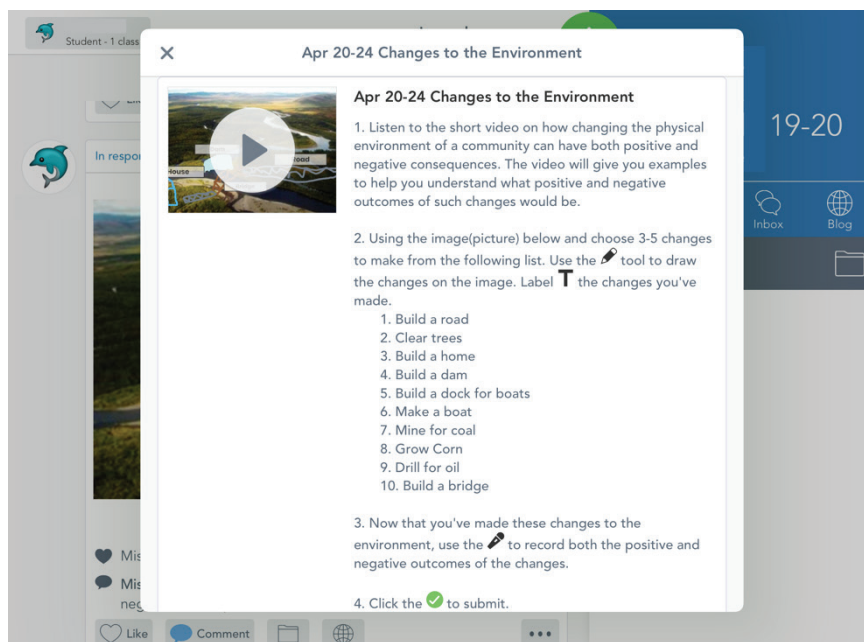 Student - 1 class
Apr 20-24 Changes to the Environment
19-20
Inbox
Blog
In respo
House
Road
Apr 20-24 Changes to the Environment
1. Listen to the short video on how changing the physical
environment of a community can have both positive and
negative consequences. The video will give you examples
to help you understand what positive and negative
outcomes of such changes would be.
2. Using the image(picture) below and choose 3-5 changes
to make from the following list. Use the tool to draw
the changes on the image. Label T the changes you've
made.
1. Build a road
2. Clear trees
3. Build a home
4. Build a dam
5. Build a dock for boats
6. Make a boat
7. Mine for coal
8. Grow Corn
9. Drill for oil
10. Build a bridge
3. Now that you've made these changes to the
environment, use the to record both the positive and
negative outcomes of the changes.
4. Click the to submit.
Mis
Mis
neg
Like
Comment